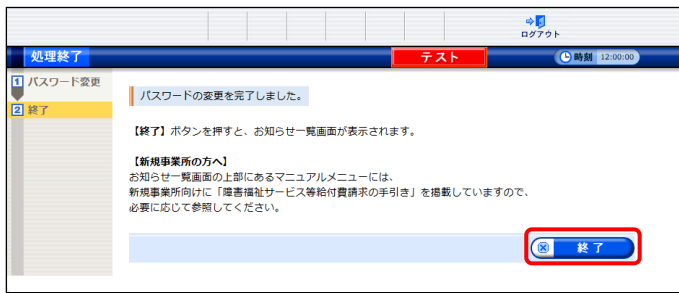 ログアウト
処理終了
テスト
時刻 12:00:00
1 パスワード変更
2 終了
パスワードの変更を完了しました。
【終了】ボタンを押すと、お知らせ一覧画面が表示されます。
【新規事業所の方へ】
お知らせ一覧画面の上部にあるマニュアルメニューには、
新規事業所向けに「障害福祉サービス等給付費請求の手引き」を掲載していますので、
必要に応じて参照してください。
終了